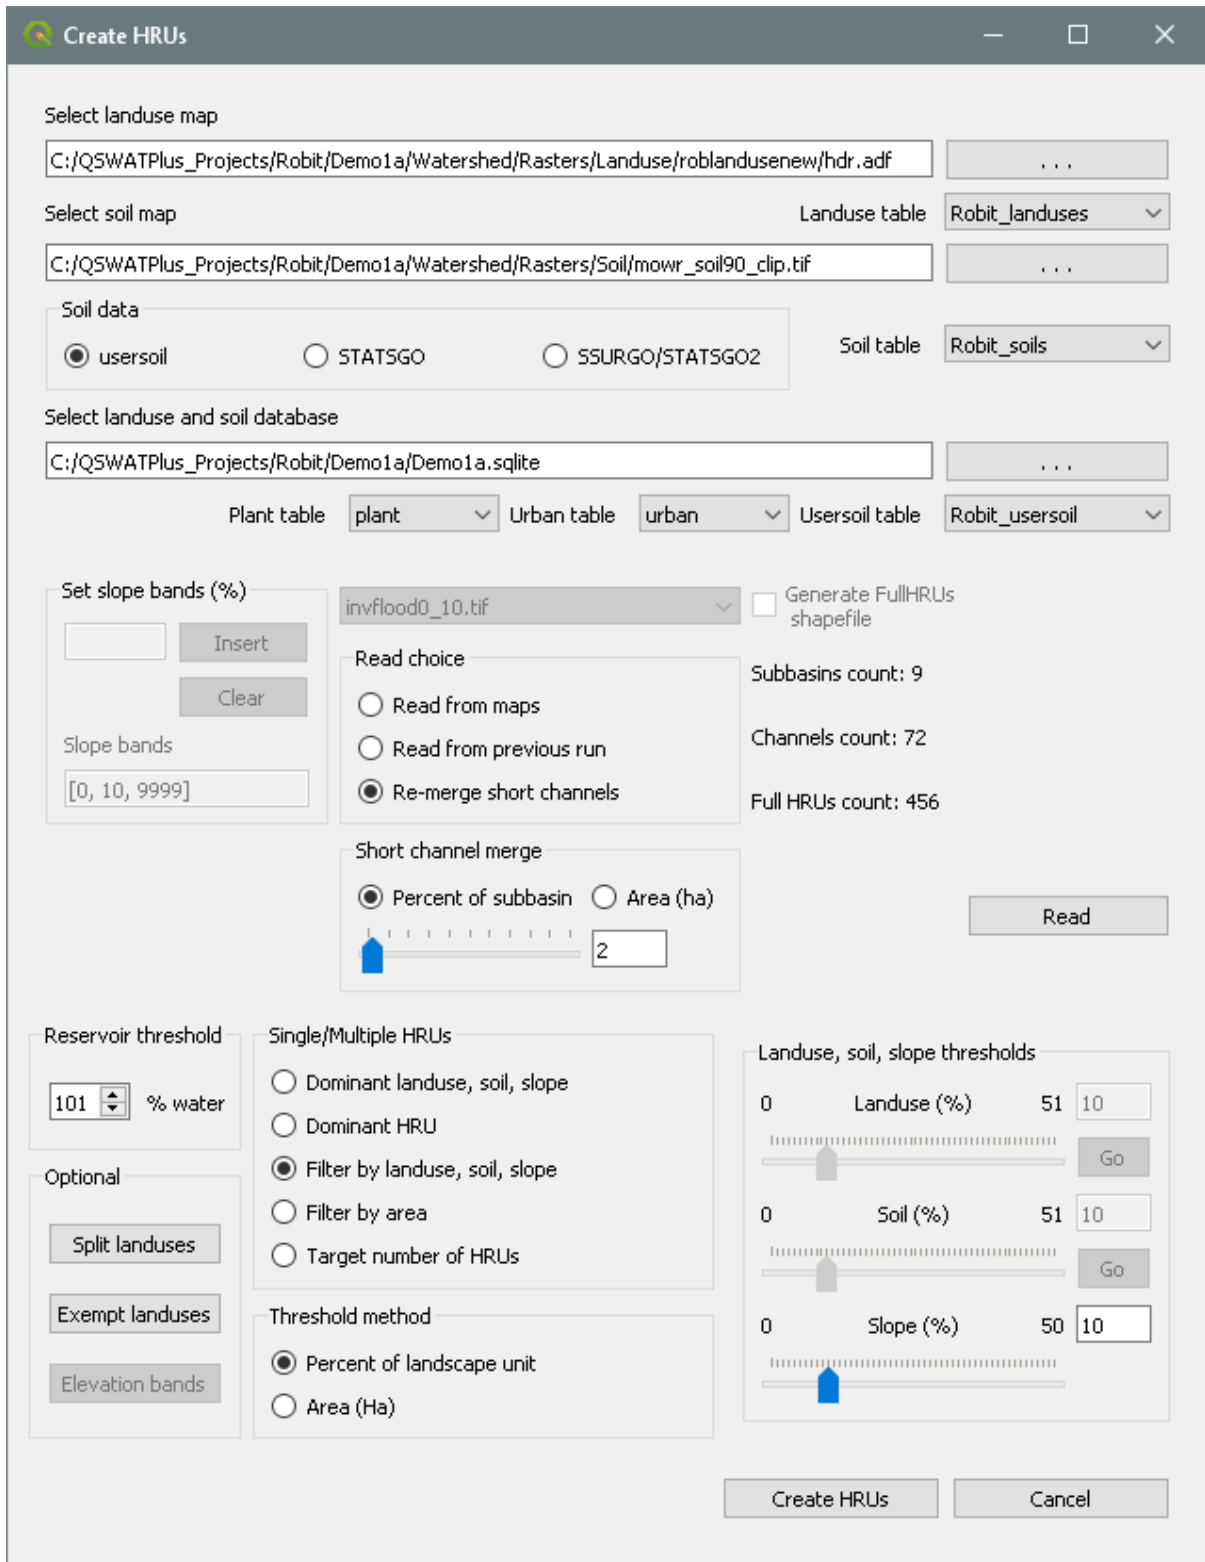 Create HRUs
Select landuse map
C:/QSWATPlus_Projects/Robit/Demo1a/Watershed/Rasters/Landuse/roblandusenew/hdr.adf
. . .
Select soil map
Landuse table
Robit_landuses
C:/QSWATPlus_Projects/Robit/Demo1a/Watershed/Rasters/Soil/mowr_soil90_clip.tif
. . .
Soil data
usersoil
STATSGO
SSURGO/STATSGO2
Soil table
Robit_soils
Select landuse and soil database
C:/QSWATPlus_Projects/Robit/Demo1a/Demo1a.sqlite
. . .
Plant table
plant
Urban table
urban
Usersoil table
Robit_usersoil
Set slope bands (%)
Insert
Clear
Slope bands
[0, 10, 9999]
invflood0_10.tif
Generate FullHRUs
shapefile
Read choice
Read from maps
Read from previous run
Re-merge short channels
Subbasins count: 9
Channels count: 72
Full HRUs count: 456
Short channel merge
Percent of subbasin
Area (ha)
2
Read
Reservoir threshold
101
% water
Optional
Split landuses
Exempt landuses
Elevation bands
Single/Multiple HRUs
Dominant landuse, soil, slope
Dominant HRU
Filter by landuse, soil, slope
Filter by area
Target number of HRUs
Threshold method
Percent of landscape unit
Area (Ha)
Landuse, soil, slope thresholds
0 Landuse (%) 51 10
Go
0 Soil (%) 51 10
Go
0 Slope (%) 50 10
Create HRUs
Cancel